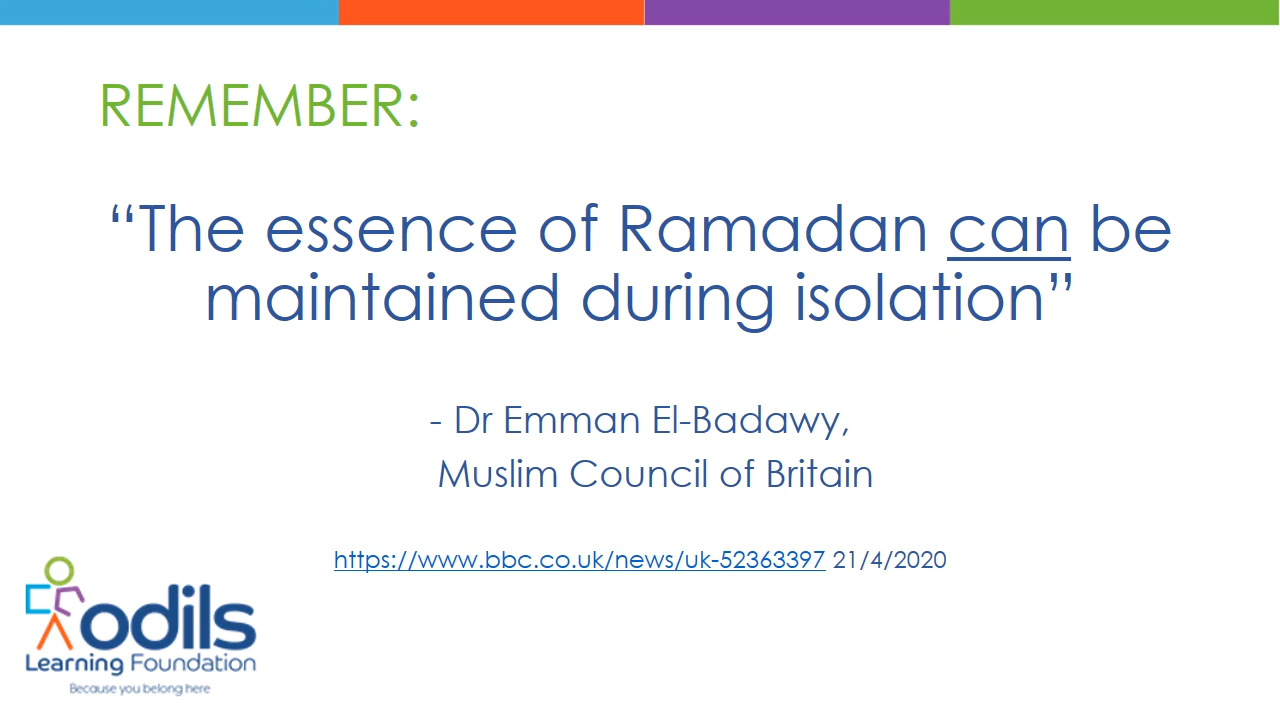 REMEMBER:
“The essence of Ramadan can be
maintained during isolation”
- Dr Emman El-Badawy,
Muslim Council of Britain
https://www.bbc.co.uk/news/uk-52363397 21/4/2020
odils
Learning Foundation
Because you belong here